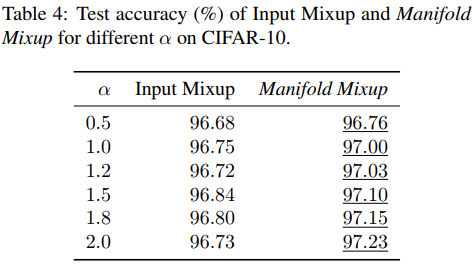 Table 4: Test accuracy (%) of Input Mixup and Manifold
Mixup for different α on CIFAR-10.
α Input Mixup Manifold Mixup
0.5 96.68 96.76
1.0 96.75 97.00
1.2 96.72 97.03
1.5 96.84 97.10
1.8 96.80 97.15
2.0 96.73 97.23